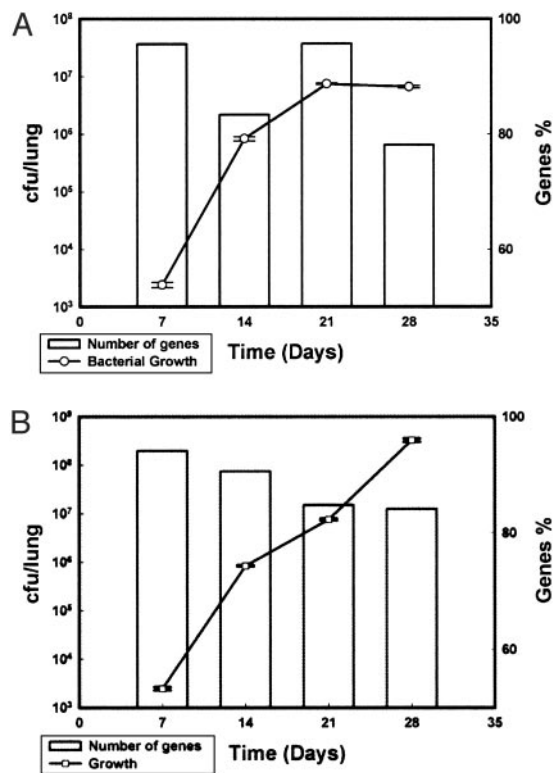 A
10⁸
10⁷
10⁶
10⁵
10⁴
10³
cfu/lung
100
80
60
Genes %
0 7 14 21 28 35
Time (Days)
Number of genes
Bacterial Growth
B
10⁹
10⁸
10⁷
10⁶
10⁵
10⁴
10³
cfu/lung
100
80
60
Genes %
0 7 14 21 28 35
Time (Days)
Number of genes
Growth